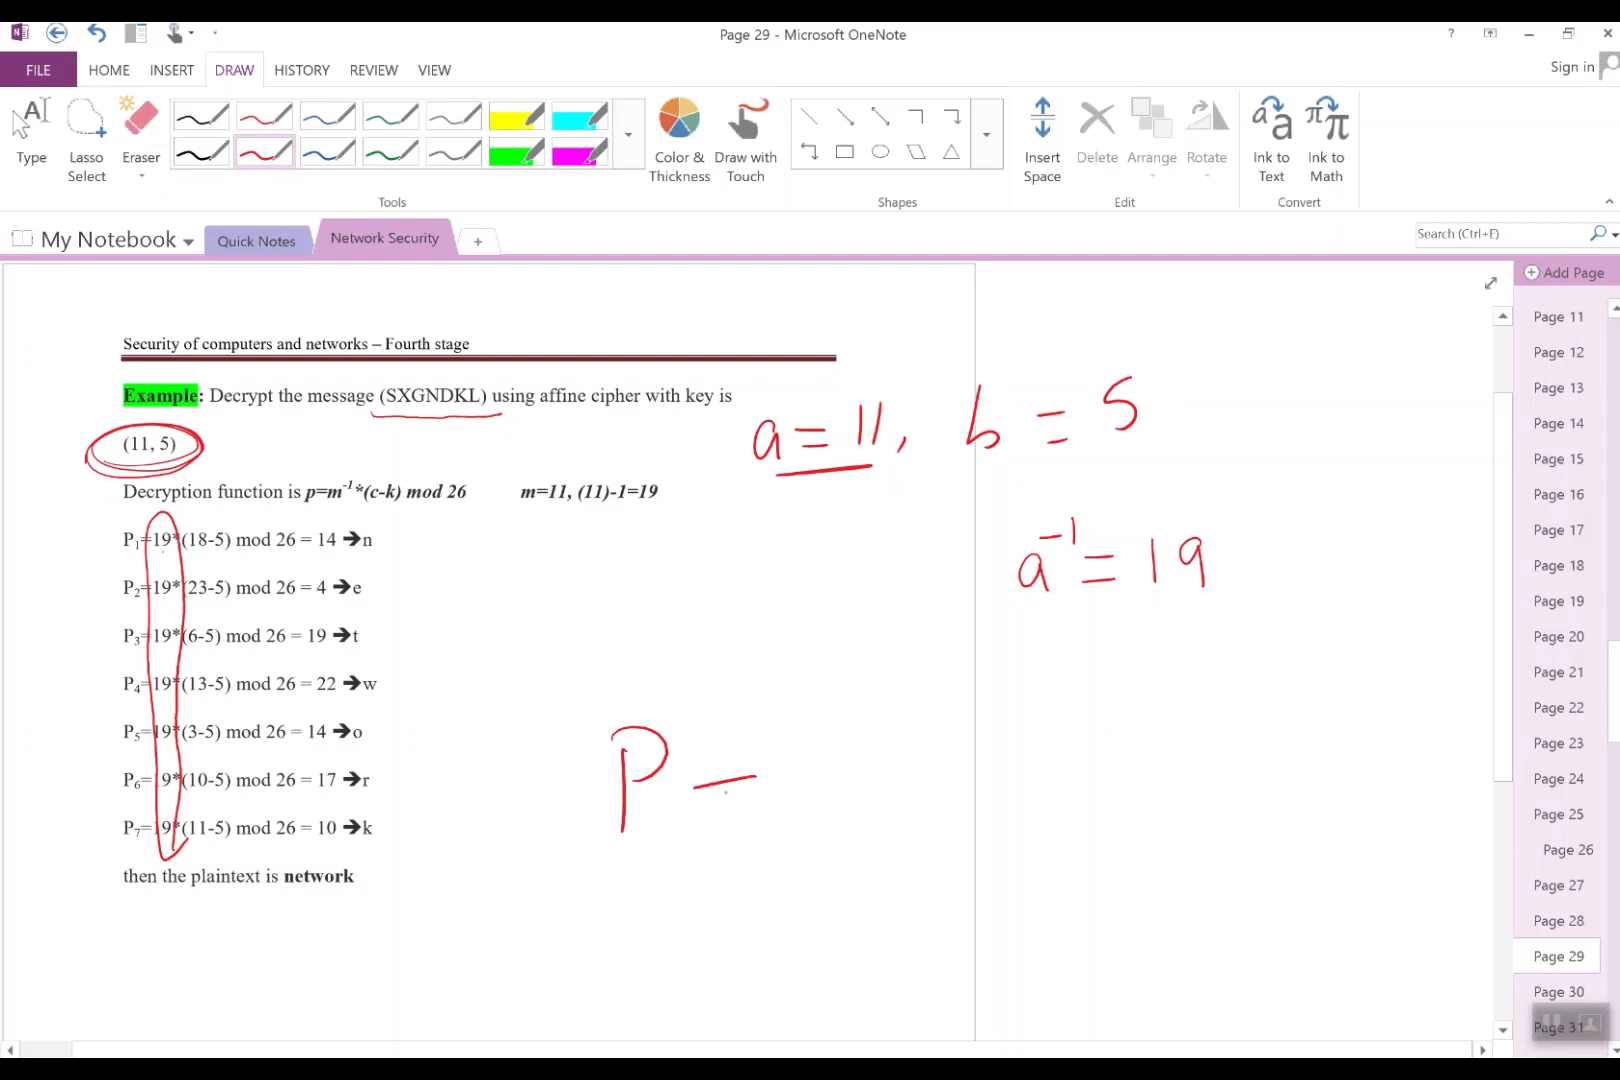 Page 29 - Microsoft OneNote
?
FILE HOME INSERT DRAW HISTORY REVIEW VIEW
Sign in
Type
Lasso Select
Eraser
Color & Thickness
Draw with Touch
Insert Space
Delete
Arrange
Rotate
Ink to Text
Ink to Math
Tools
Shapes
Edit
Convert
My Notebook
Quick Notes
Network Security
+
Search (Ctrl+E)
Add Page
Page 11
Page 12
Page 13
Page 14
Page 15
Page 16
Page 17
Page 18
Page 19
Page 20
Page 21
Page 22
Page 23
Page 24
Page 25
Page 26
Page 27
Page 28
Page 29
Page 30
Page 31
Security of computers and networks – Fourth stage
Example: Decrypt the message (SXGNDKL) using affine cipher with key is
(11, 5)
a = 11, b = 5
Decryption function is p=m⁻¹*(c-k) mod 26 m=11, (11)-1=19
a⁻¹ = 19
P₁=19*(18-5) mod 26 = 14 ➔n
P₂=19*(23-5) mod 26 = 4 ➔e
P₃=19*(6-5) mod 26 = 19 ➔t
P₄=19*(13-5) mod 26 = 22 ➔w
P₅=19*(3-5) mod 26 = 14 ➔o
P₆=19*(10-5) mod 26 = 17 ➔r
P₇=19*(11-5) mod 26 = 10 ➔k
P –
then the plaintext is network